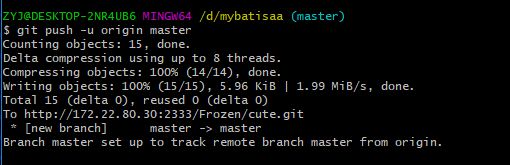 ZYJ@DESKTOP-2NR4UB6 MINGW64 /d/mybatisaa (master)
$ git push -u origin master
Counting objects: 15, done.
Delta compression using up to 8 threads.
Compressing objects: 100% (14/14), done.
Writing objects: 100% (15/15), 5.96 KiB | 1.99 MiB/s, done.
Total 15 (delta 0), reused 0 (delta 0)
To http://172.22.80.30:2333/Frozen/cute.git
 * [new branch]      master -> master
Branch master set up to track remote branch master from origin.